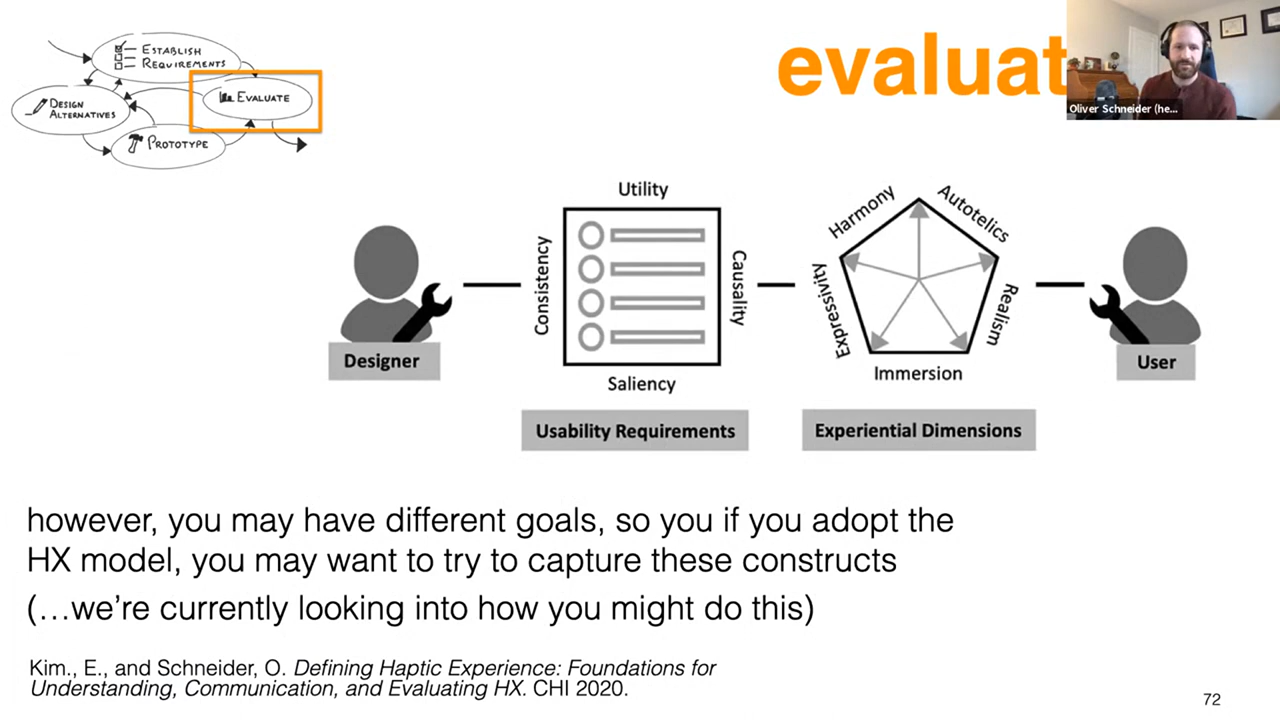 ESTABLISH
REQUIREMENTS
DESIGN
ALTERNATIVES
EVALUATE
PROTOTYPE
evaluat
Oliver Schneider (he...
Utility
Consistency
Causality
Saliency
Harmony
Autotelics
Expressivity
Realism
Immersion
Designer
User
Usability Requirements
Experiential Dimensions
however, you may have different goals, so you if you adopt the
HX model, you may want to try to capture these constructs
(…we’re currently looking into how you might do this)
Kim., E., and Schneider, O. Defining Haptic Experience: Foundations for
Understanding, Communication, and Evaluating HX. CHI 2020.
72